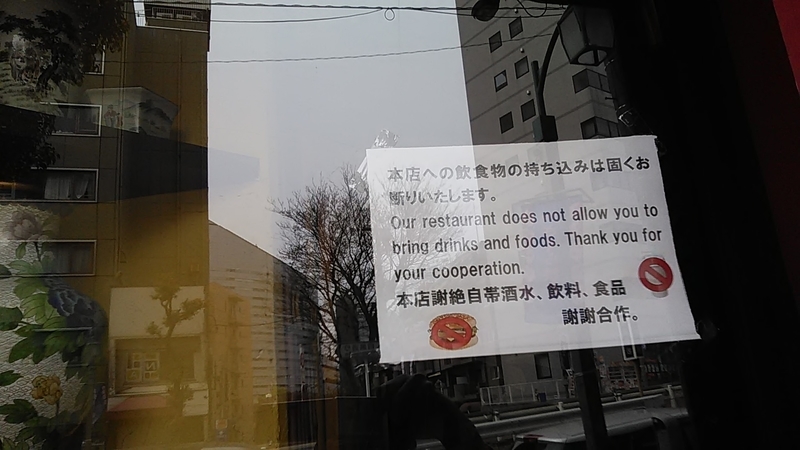 本店への飲食物の持ち込みは固くお
断りいたします。
Our restaurant does not allow you to
bring drinks and foods. Thank you for
your cooperation.
本店謝絶自帯酒水、飲料、食品
謝謝合作。